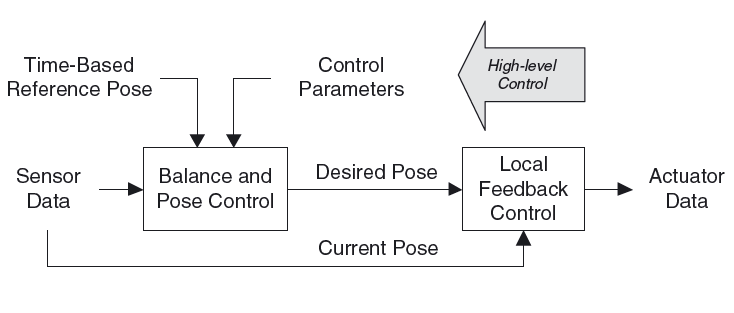 Time-Based
Reference Pose
Control
Parameters
High-level
Control
Sensor
Data
Balance and
Pose Control
Desired Pose
Local
Feedback
Control
Actuator
Data
Current Pose